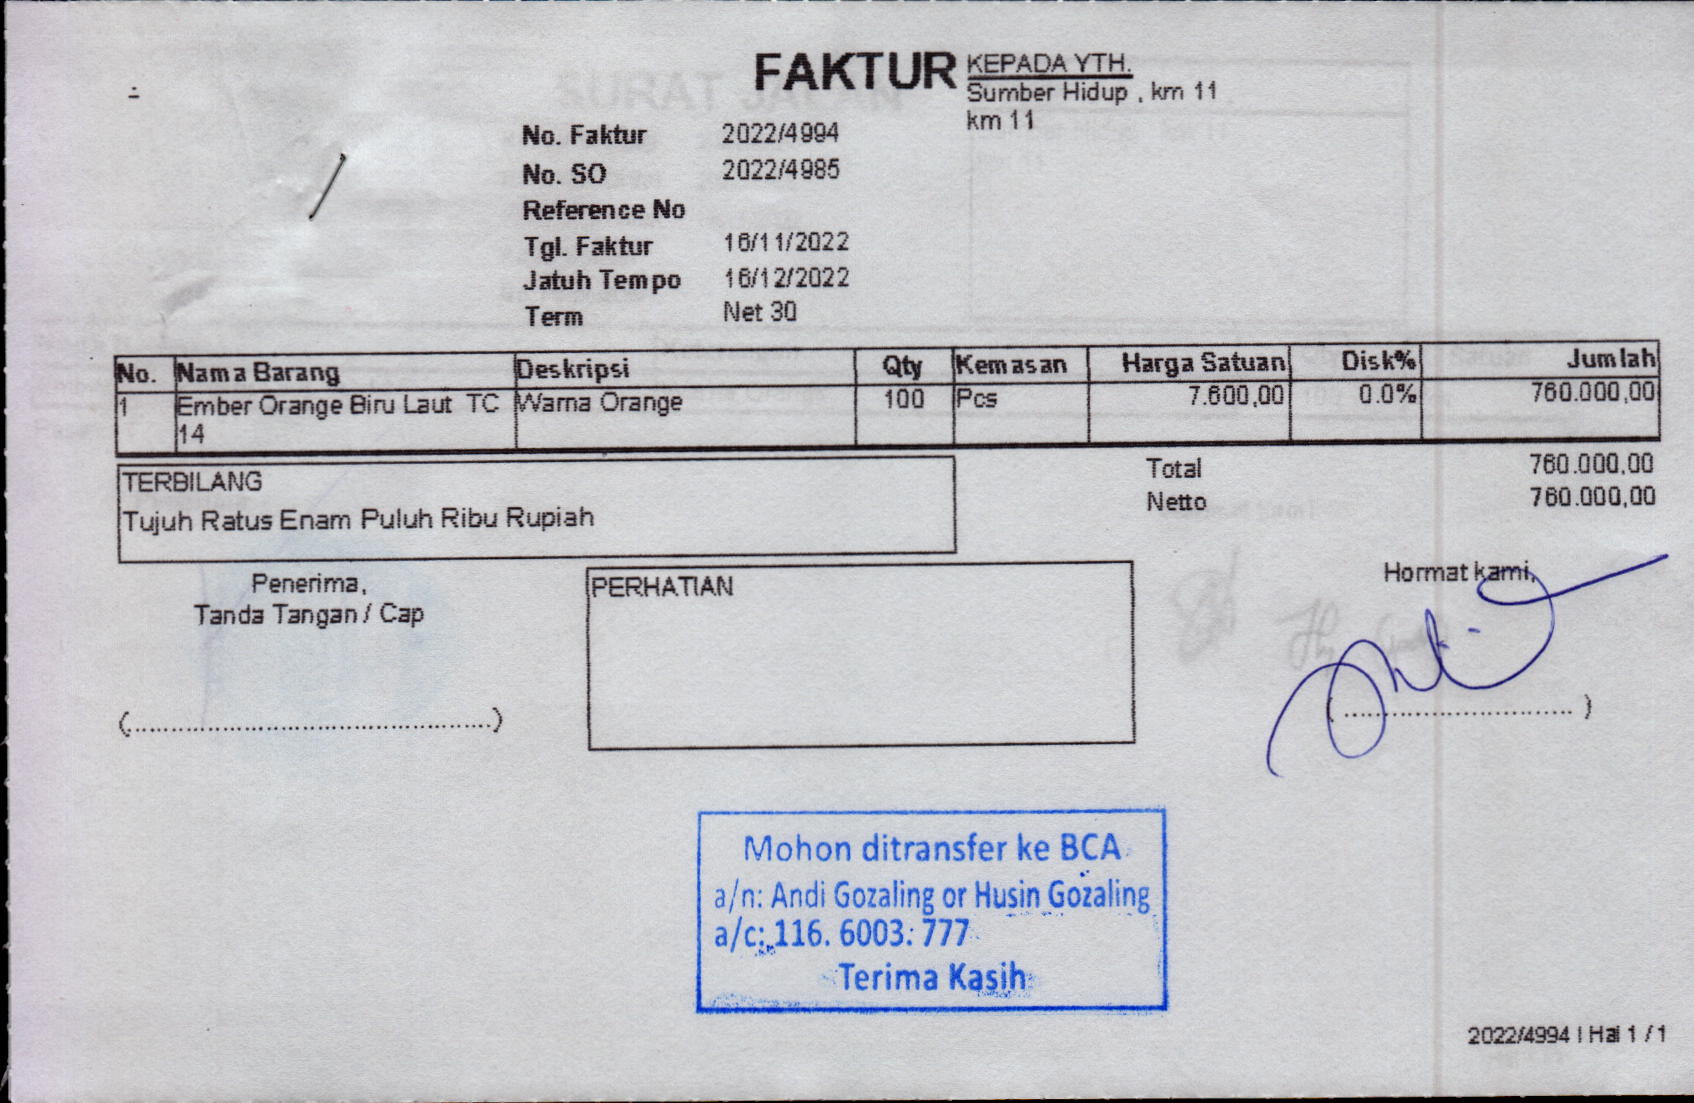 FAKTUR
KEPADA YTH.
Sumber Hidup , km 11
km 11
No. Faktur 2022/4994
No. SO 2022/4985
Reference No
Tgl. Faktur 16/11/2022
Jatuh Tempo 16/12/2022
Term Net 30
No. Nama Barang Deskripsi Qty Kemasan Harga Satuan Disk% Jumlah
1 Ember Orange Biru Laut TC Warna Orange 100 Pcs 7.600,00 0.0% 760.000,00
14
TERBILANG
Tujuh Ratus Enam Puluh Ribu Rupiah
Total 760.000,00
Netto 760.000,00
Penerima,
Tanda Tangan / Cap
(...............................................)
PERHATIAN
Hormat kami,
( ............................. )
Mohon ditransfer ke BCA
a/n: Andi Gozaling or Husin Gozaling
a/c: 116. 6003. 777
Terima Kasih
2022/4994 | Hal 1 / 1